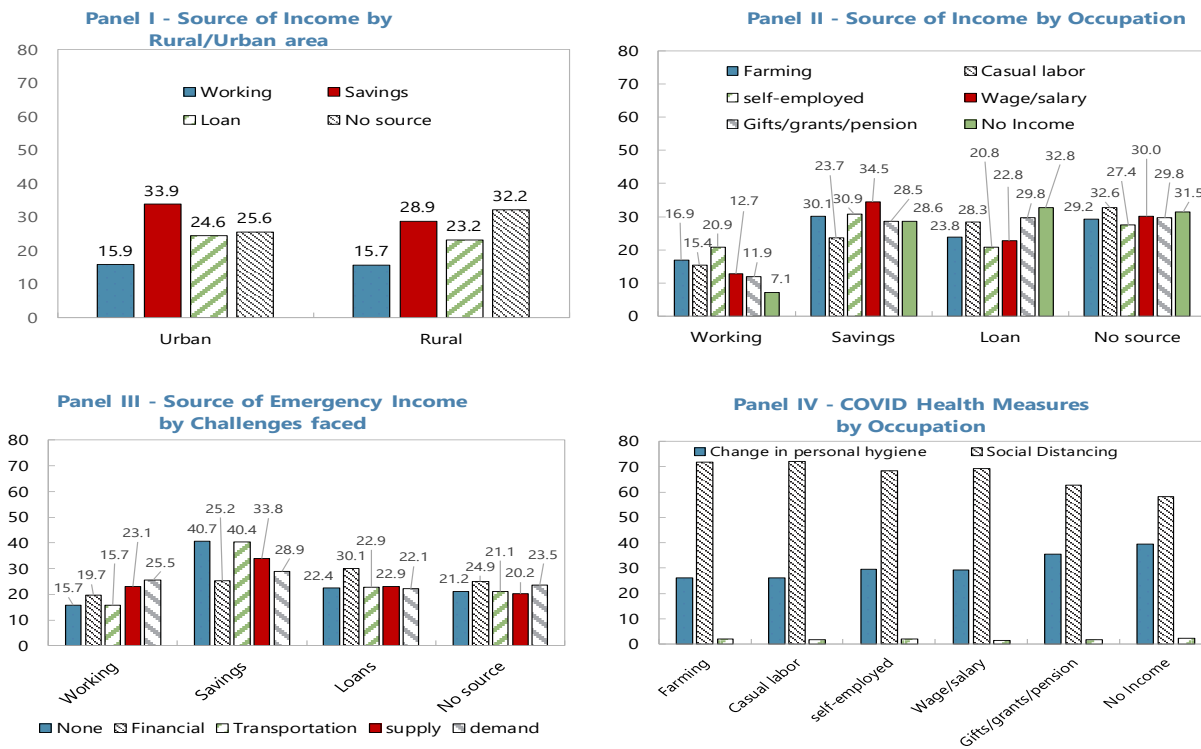 Panel I - Source of Income by
Rural/Urban area
80
70
60
50
40
30
20
10
0
Working
Savings
Loan
No source
15.9
33.9
24.6
25.6
15.7
28.9
23.2
32.2
Urban
Rural
Panel II - Source of Income by Occupation
80
70
60
50
40
30
20
10
0
Farming
Casual labor
self-employed
Wage/salary
Gifts/grants/pension
No Income
16.9
15.4
20.9
12.7
11.9
7.1
30.1
23.7
30.9
34.5
28.5
28.6
23.8
28.3
20.8
22.8
29.8
32.8
29.2
32.6
27.4
30.0
29.8
31.5
Working
Savings
Loan
No source
Panel III - Source of Emergency Income
by Challenges faced
80
70
60
50
40
30
20
10
0
15.7
19.7
15.7
23.1
25.5
40.7
25.2
40.4
33.8
28.9
22.4
30.1
22.9
22.9
22.1
21.2
24.9
21.1
20.2
23.5
Working
Savings
Loans
No source
None
Financial
Transportation
supply
demand
Panel IV - COVID Health Measures
by Occupation
80
70
60
50
40
30
20
10
0
Change in personal hygiene
Social Distancing
Farming
Casual labor
self-employed
Wage/salary
Gifts/grants/pension
No Income